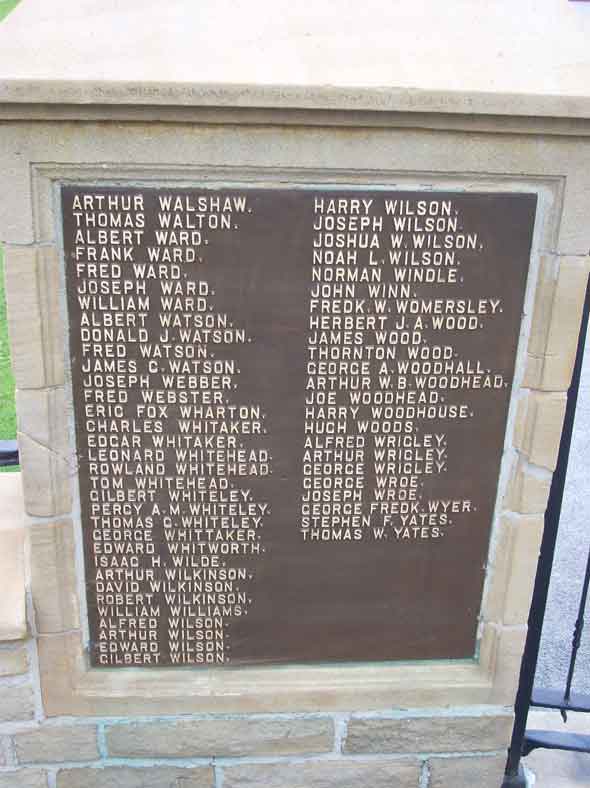 ARTHUR WALSHAW.
THOMAS WALTON.
ALBERT WARD.
FRANK WARD.
FRED WARD.
JOSEPH WARD.
WILLIAM WARD.
ALBERT WATSON.
DONALD J. WATSON.
FRED WATSON.
JAMES C. WATSON.
JOSEPH WEBBER.
FRED WEBSTER.
ERIC FOX WHARTON.
CHARLES WHITAKER.
EDGAR WHITAKER.
LEONARD WHITEHEAD.
ROWLAND WHITEHEAD.
TOM WHITEHEAD.
GILBERT WHITELEY.
PERCY A. M. WHITELEY.
THOMAS G. WHITELEY.
GEORGE WHITTAKER.
EDWARD WHITWORTH.
ISAAC H. WILDE.
ARTHUR WILKINSON.
DAVID WILKINSON.
ROBERT WILKINSON.
WILLIAM WILLIAMS.
ALFRED WILSON.
ARTHUR WILSON.
EDWARD WILSON.
GILBERT WILSON.
HARRY WILSON.
JOSEPH WILSON.
JOSHUA W. WILSON.
NOAH L. WILSON.
NORMAN WINDLE.
JOHN WINN.
FREDK. W. WOMERSLEY.
HERBERT J. A. WOOD.
JAMES WOOD.
THORNTON WOOD.
GEORGE A. WOODHALL.
ARTHUR W. B. WOODHEAD.
JOE WOODHEAD.
HARRY WOODHOUSE.
HUGH WOODS.
ALFRED WRIGLEY.
ARTHUR WRIGLEY.
GEORGE WRIGLEY.
GEORGE WROE.
JOSEPH WROE.
GEORGE FREDK. WYER.
STEPHEN F. YATES.
THOMAS W. YATES.